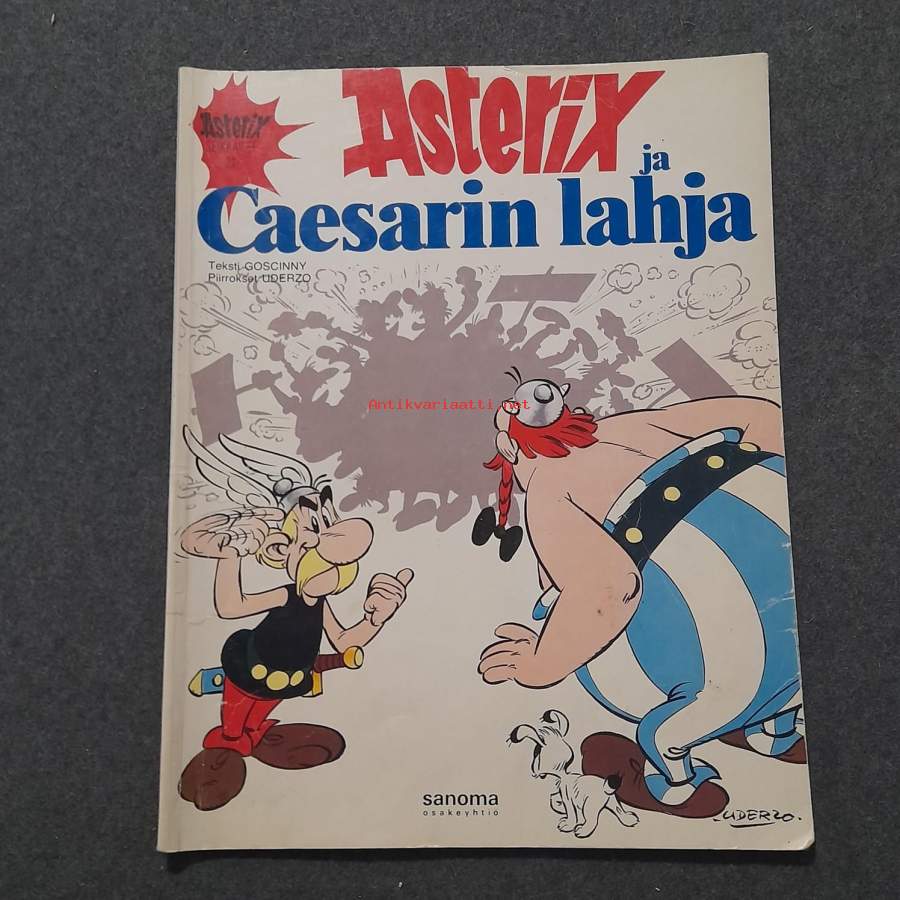 Asterix
Asterix
ja
Caesarin lahja
Teksti GOSCINNY
Piirrokset UDERZO
Antikvariaatti.net
sanoma
osakeyhtiö
.UDERZO.